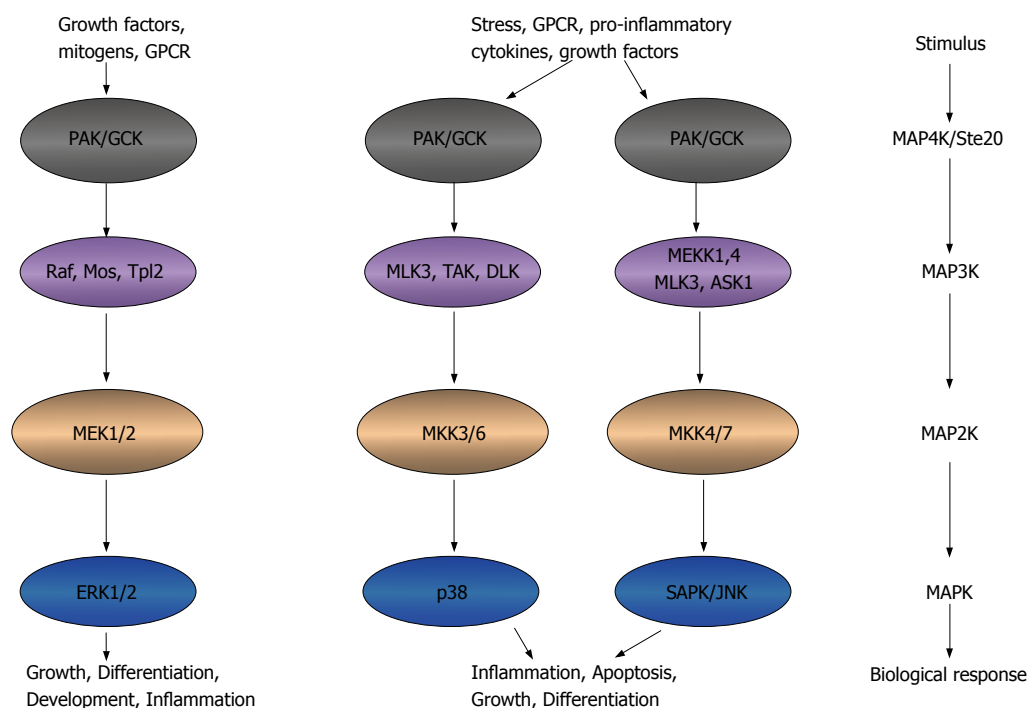 Growth factors,
mitogens, GPCR
Stress, GPCR, pro-inflammatory
cytokines, growth factors
Stimulus
PAK/GCK
PAK/GCK
PAK/GCK
MAP4K/Ste20
Raf, Mos, Tpl2
MLK3, TAK, DLK
MEKK1,4
MLK3, ASK1
MAP3K
MEK1/2
MKK3/6
MKK4/7
MAP2K
ERK1/2
p38
SAPK/JNK
MAPK
Growth, Differentiation,
Development, Inflammation
Inflammation, Apoptosis,
Growth, Differentiation
Biological response